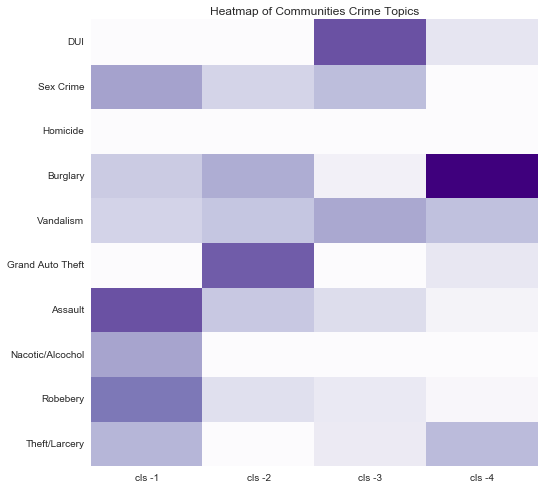 Heatmap of Communities Crime Topics
DUI
Sex Crime
Homicide
Burglary
Vandalism
Grand Auto Theft
Assault
Nacotic/Alcochol
Robebery
Theft/Larcery
cls -1 cls -2 cls -3 cls -4